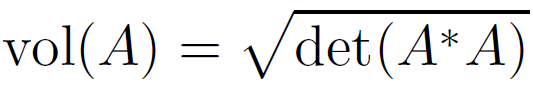 vol(A) = √det(A*A)